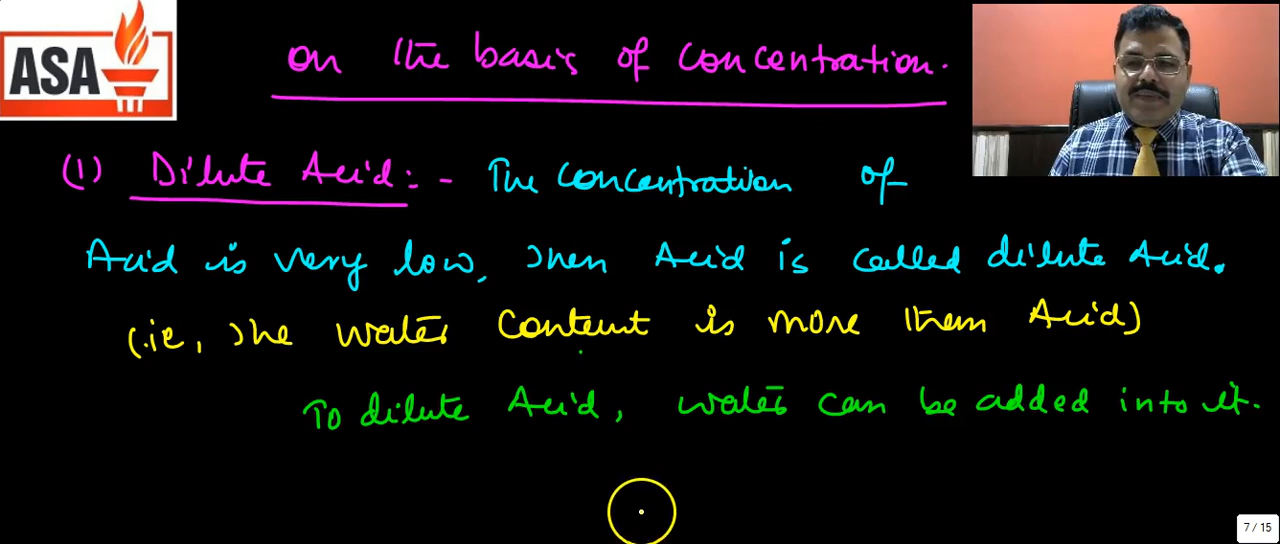 ASA
on the basis of concentration.
(1) Dilute Acid:- The concentration of
Acid is very low, then Acid is called dilute Acid.
(ie, the water content is more them Acid)
To dilute Acid, water can be added into it.
7 / 15